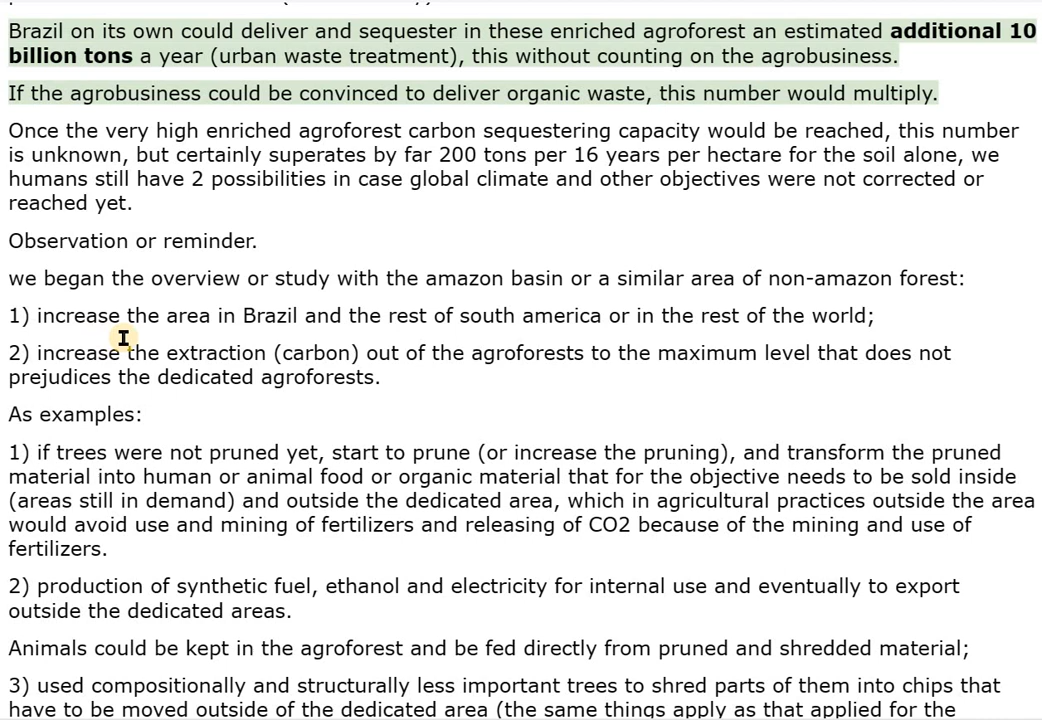 Brazil on its own could deliver and sequester in these enriched agroforest an estimated additional 10
billion tons a year (urban waste treatment), this without counting on the agrobusiness.
If the agrobusiness could be convinced to deliver organic waste, this number would multiply.
Once the very high enriched agroforest carbon sequestering capacity would be reached, this number
is unknown, but certainly superates by far 200 tons per 16 years per hectare for the soil alone, we
humans still have 2 possibilities in case global climate and other objectives were not corrected or
reached yet.
Observation or reminder.
we began the overview or study with the amazon basin or a similar area of non-amazon forest:
1) increase the area in Brazil and the rest of south america or in the rest of the world;
2) increase the extraction (carbon) out of the agroforests to the maximum level that does not
prejudices the dedicated agroforests.
As examples:
1) if trees were not pruned yet, start to prune (or increase the pruning), and transform the pruned
material into human or animal food or organic material that for the objective needs to be sold inside
(areas still in demand) and outside the dedicated area, which in agricultural practices outside the area
would avoid use and mining of fertilizers and releasing of CO2 because of the mining and use of
fertilizers.
2) production of synthetic fuel, ethanol and electricity for internal use and eventually to export
outside the dedicated areas.
Animals could be kept in the agroforest and be fed directly from pruned and shredded material;
3) used compositionally and structurally less important trees to shred parts of them into chips that
have to be moved outside of the dedicated area (the same things apply as that applied for the